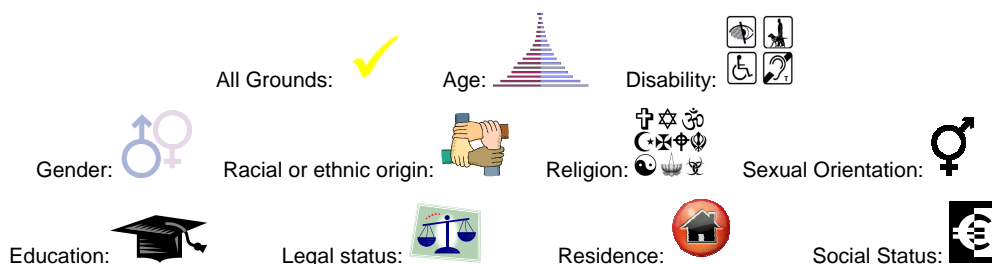 All Grounds: Age: Disability:
Gender: Racial or ethnic origin: Religion: Sexual Orientation:
Education: Legal status: Residence: Social Status: